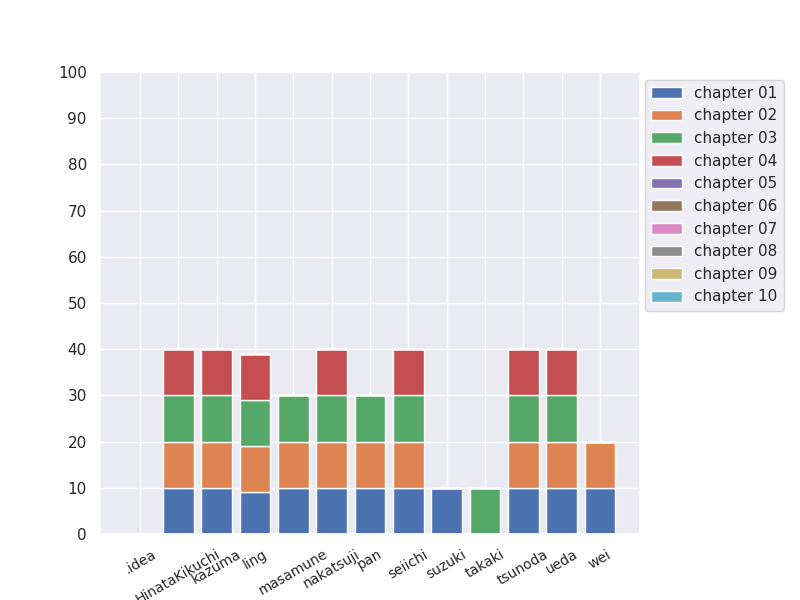 100
90
80
70
60
50
40
30
20
10
0
.idea
HinataKikuchi
kazuma
ling
masamune
nakatsuji
pan
seiichi
suzuki
takaki
tsunoda
ueda
wei
chapter 01
chapter 02
chapter 03
chapter 04
chapter 05
chapter 06
chapter 07
chapter 08
chapter 09
chapter 10